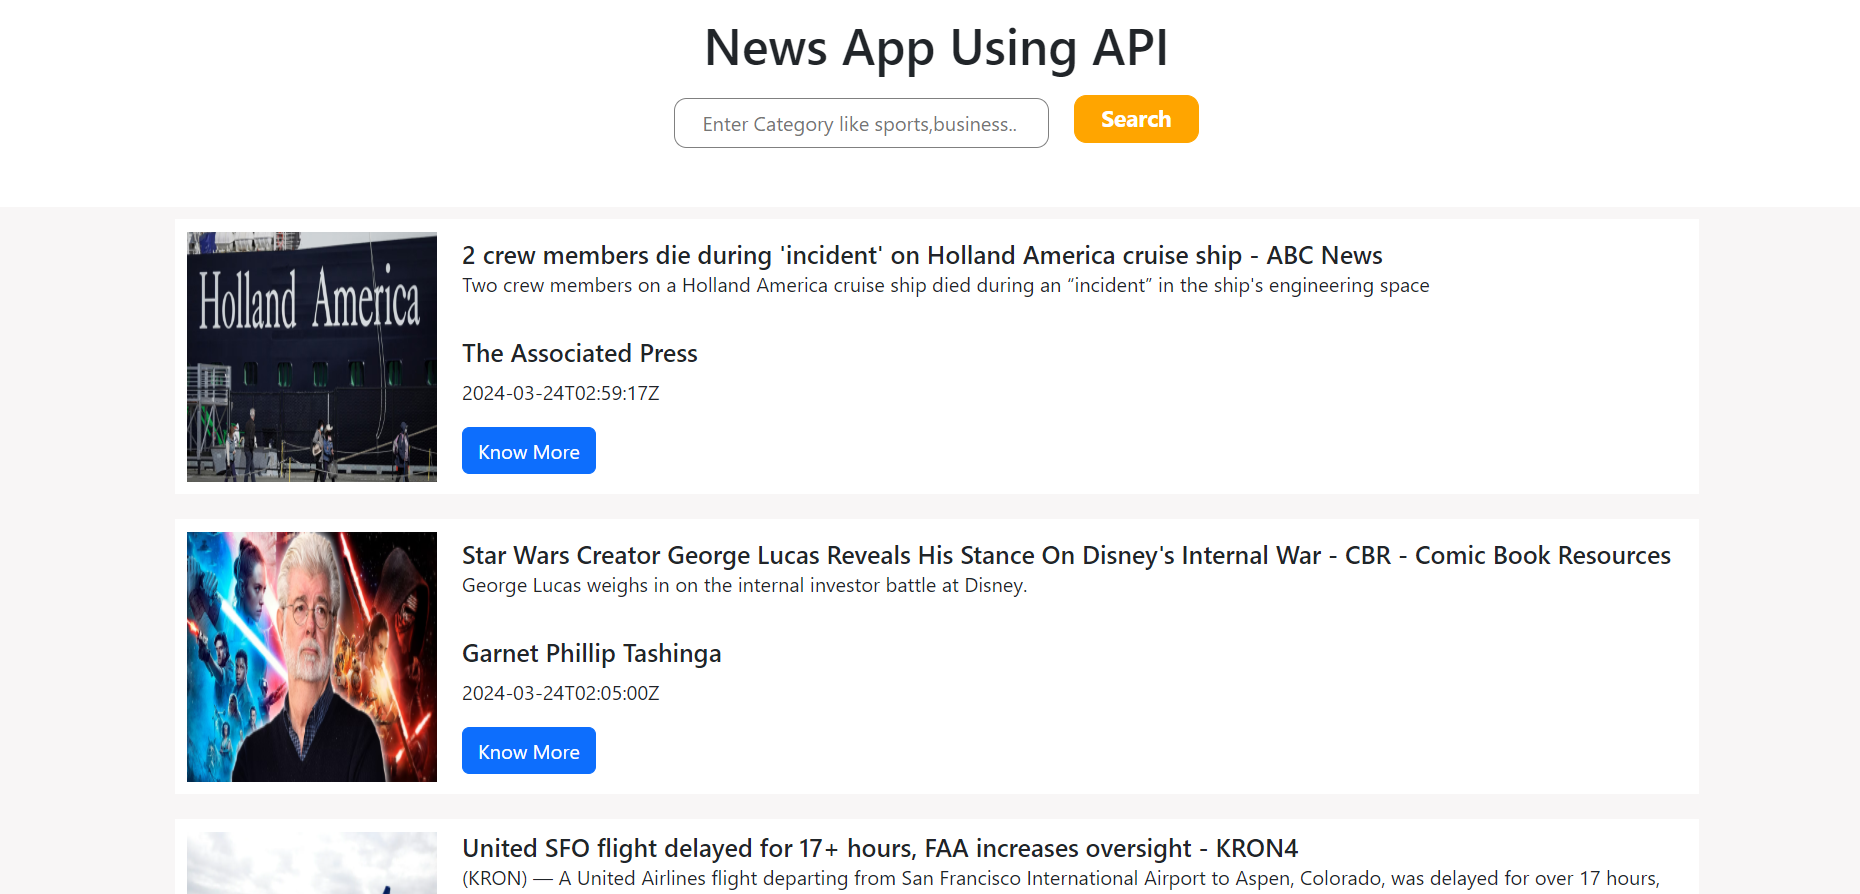 News App Using API
Enter Category like sports,business..
Search
Holland America
2 crew members die during 'incident' on Holland America cruise ship - ABC News
Two crew members on a Holland America cruise ship died during an “incident” in the ship's engineering space
The Associated Press
2024-03-24T02:59:17Z
Know More
Star Wars Creator George Lucas Reveals His Stance On Disney's Internal War - CBR - Comic Book Resources
George Lucas weighs in on the internal investor battle at Disney.
Garnet Phillip Tashinga
2024-03-24T02:05:00Z
Know More
United SFO flight delayed for 17+ hours, FAA increases oversight - KRON4
(KRON) — A United Airlines flight departing from San Francisco International Airport to Aspen, Colorado, was delayed for over 17 hours,